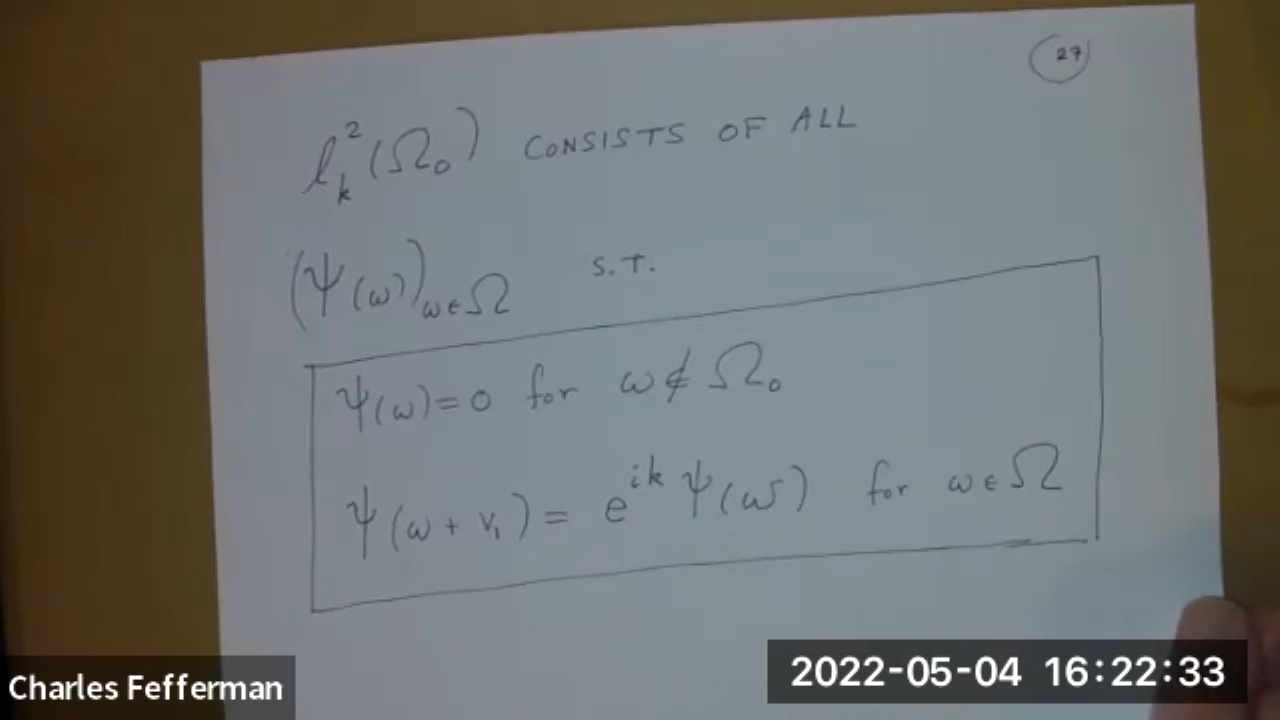 27
l²ₖ(Ω₀) CONSISTS OF ALL
(Ψ(ω))_{ω∈Ω} S.T.
Ψ(ω) = 0 for ω ∉ Ω₀
Ψ(ω + v₁) = e^{ik} Ψ(ω) for ω ∈ Ω
Charles Fefferman
2022-05-04 16:22:33